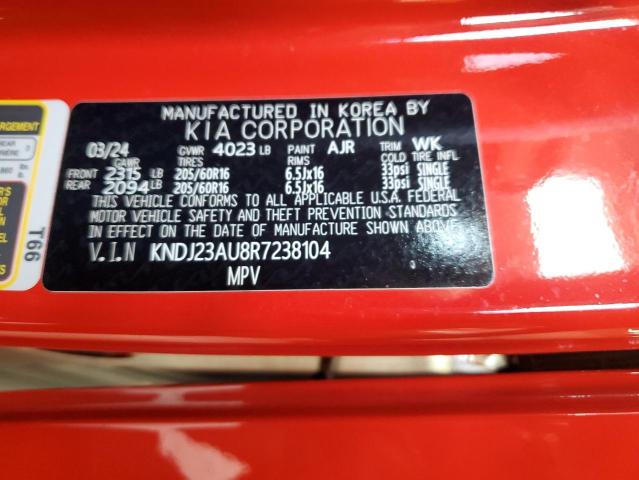 MANUFACTURED IN KOREA BY
KIA CORPORATION
03/24 GVWR 4023 LB PAINT AJR TRIM WK
GAWR TIRES RIMS COLD TIRE INFL
FRONT 2315 LB 205/60R16 6.5Jx16 33psi SINGLE
REAR 2094 LB 205/60R16 6.5Jx16 33psi SINGLE
THIS VEHICLE CONFORMS TO ALL APPLICABLE U.S.A. FEDERAL
MOTOR VEHICLE SAFETY AND THEFT PREVENTION STANDARDS
IN EFFECT ON THE DATE OF MANUFACTURE SHOWN ABOVE.
V.I.N KNDJ23AU8R7238104
MPV
T66